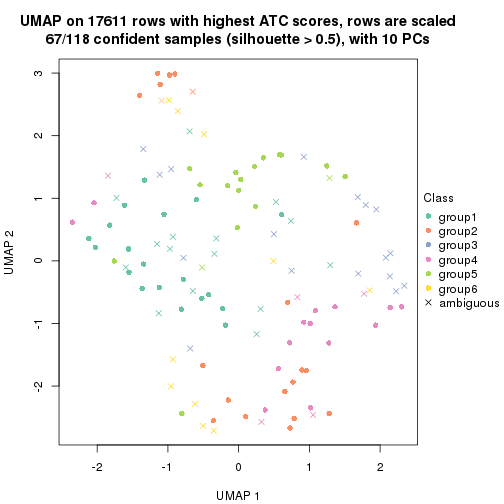 UMAP on 17611 rows with highest ATC scores, rows are scaled
67/118 confident samples (silhouette > 0.5), with 10 PCs
3
2
1
0
-1
-2
UMAP 2
-2 -1 0 1 2
UMAP 1
Class
group1
group2
group3
group4
group5
group6
ambiguous